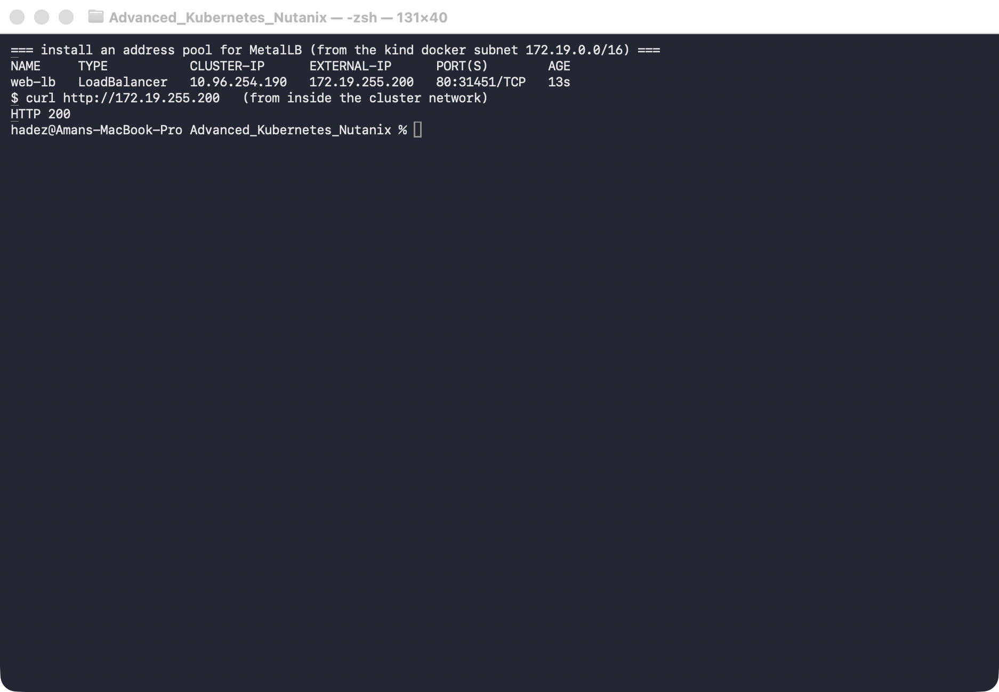 Advanced_Kubernetes_Nutanix — -zsh — 131×40
=== install an address pool for MetalLB (from the kind docker subnet 172.19.0.0/16) ===
NAME     TYPE           CLUSTER-IP      EXTERNAL-IP      PORT(S)        AGE
web-lb   LoadBalancer   10.96.254.190   172.19.255.200   80:31451/TCP   13s
$ curl http://172.19.255.200   (from inside the cluster network)
HTTP 200
hadez@Amans-MacBook-Pro Advanced_Kubernetes_Nutanix %